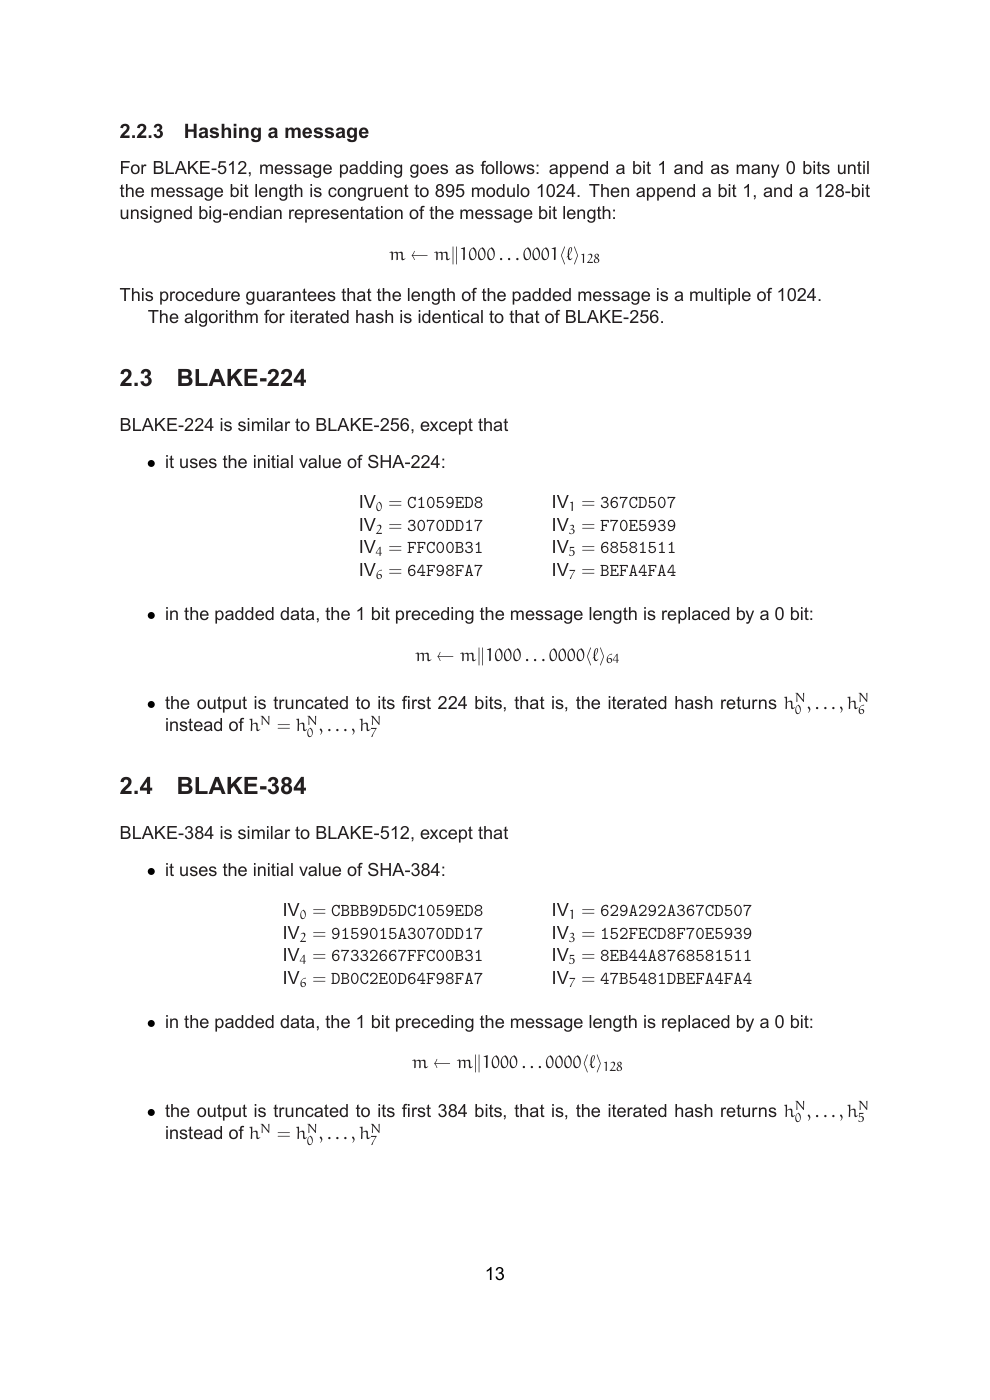 2.2.3 Hashing a message
For BLAKE-512, message padding goes as follows: append a bit 1 and as many 0 bits until
the message bit length is congruent to 895 modulo 1024. Then append a bit 1, and a 128-bit
unsigned big-endian representation of the message bit length:
m ← m‖1000 . . . 0001⟨ℓ⟩₁₂₈
This procedure guarantees that the length of the padded message is a multiple of 1024.
The algorithm for iterated hash is identical to that of BLAKE-256.
2.3 BLAKE-224
BLAKE-224 is similar to BLAKE-256, except that
• it uses the initial value of SHA-224:
IV₀ = C1059ED8 IV₁ = 367CD507
IV₂ = 3070DD17 IV₃ = F70E5939
IV₄ = FFC00B31 IV₅ = 68581511
IV₆ = 64F98FA7 IV₇ = BEFA4FA4
• in the padded data, the 1 bit preceding the message length is replaced by a 0 bit:
m ← m‖1000 . . . 0000⟨ℓ⟩₆₄
• the output is truncated to its first 224 bits, that is, the iterated hash returns h₀ᴺ, . . . , h₆ᴺ
instead of hᴺ = h₀ᴺ, . . . , h₇ᴺ
2.4 BLAKE-384
BLAKE-384 is similar to BLAKE-512, except that
• it uses the initial value of SHA-384:
IV₀ = CBBB9D5DC1059ED8 IV₁ = 629A292A367CD507
IV₂ = 9159015A3070DD17 IV₃ = 152FECD8F70E5939
IV₄ = 67332667FFC00B31 IV₅ = 8EB44A8768581511
IV₆ = DB0C2E0D64F98FA7 IV₇ = 47B5481DBEFA4FA4
• in the padded data, the 1 bit preceding the message length is replaced by a 0 bit:
m ← m‖1000 . . . 0000⟨ℓ⟩₁₂₈
• the output is truncated to its first 384 bits, that is, the iterated hash returns h₀ᴺ, . . . , h₅ᴺ
instead of hᴺ = h₀ᴺ, . . . , h₇ᴺ
13